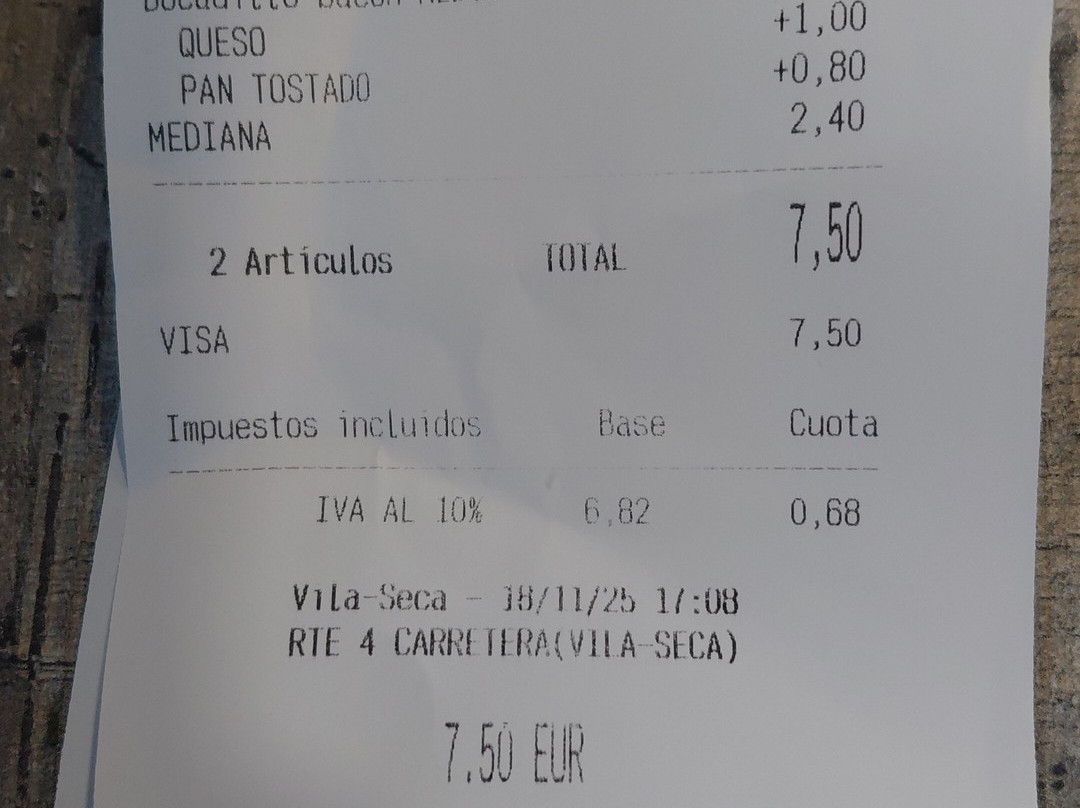 Bocadillo bacon
QUESO +1,00
PAN TOSTADO +0,80
MEDIANA 2,40
2 Artículos TOTAL 7,50
VISA 7,50
Impuestos incluidos Base Cuota
IVA AL 10% 6,82 0,68
Vila-Seca - 18/11/25 17:08
RTE 4 CARRETERA(VILA-SECA)
7.50 EUR